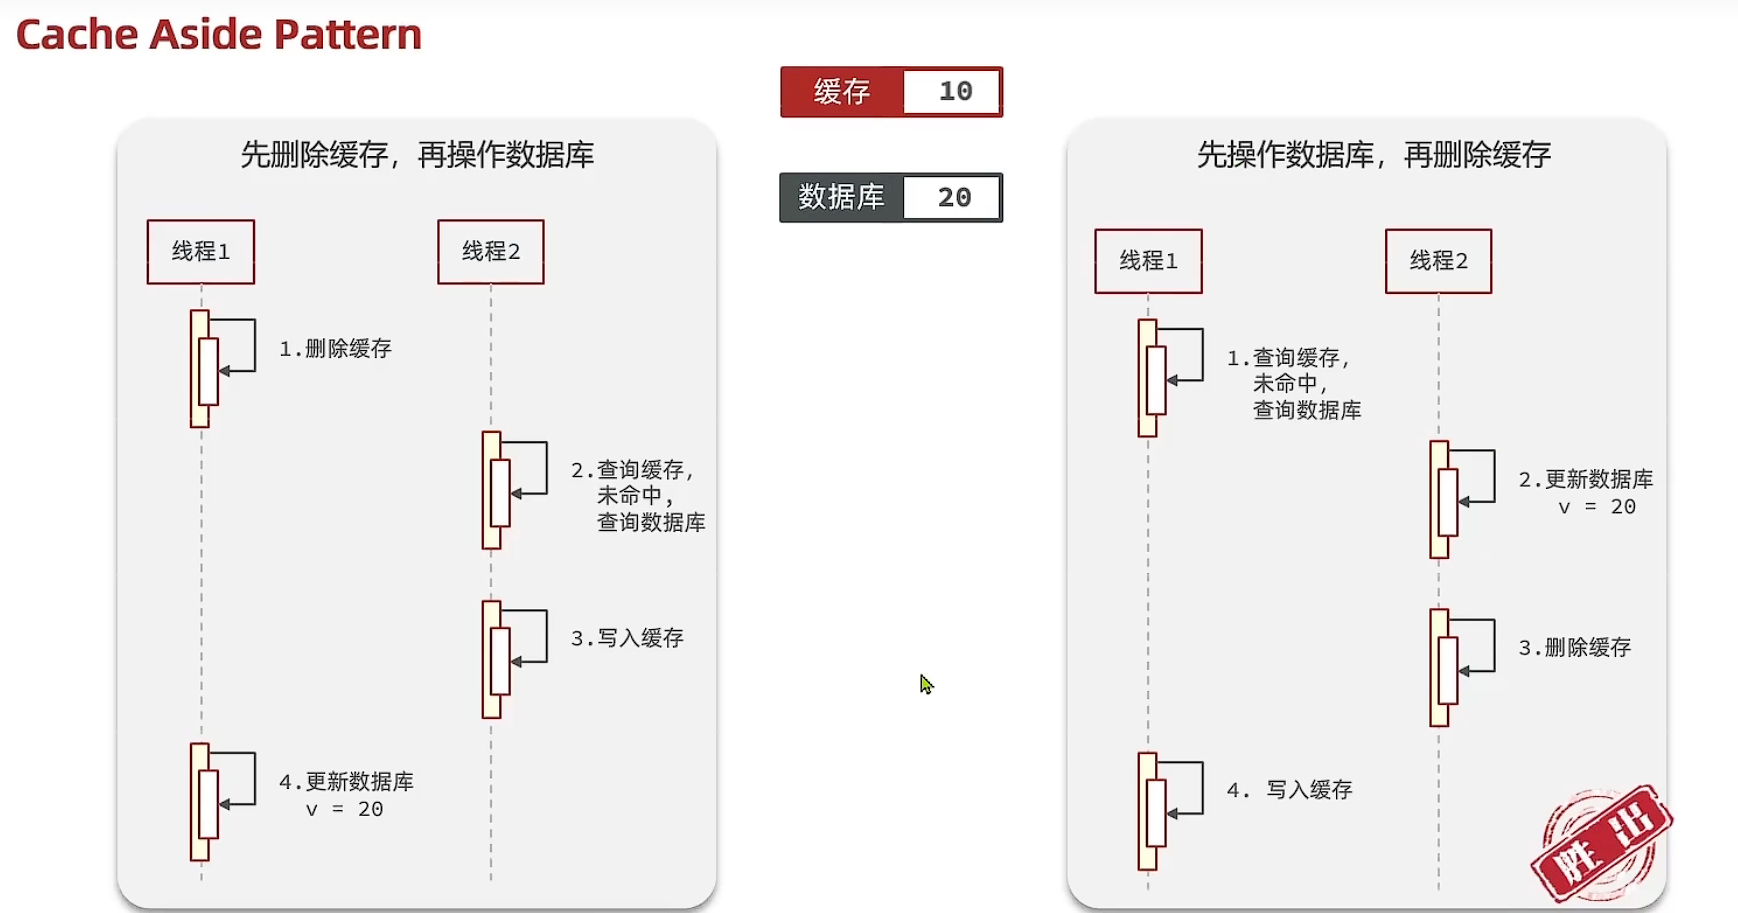 Cache Aside Pattern
缓存 10
数据库 20
先删除缓存，再操作数据库
线程1
线程2
1.删除缓存
2.查询缓存，
未命中，
查询数据库
3.写入缓存
4.更新数据库
v = 20
先操作数据库，再删除缓存
线程1
线程2
1.查询缓存，
未命中，
查询数据库
2.更新数据库
v = 20
3.删除缓存
4. 写入缓存
胜出